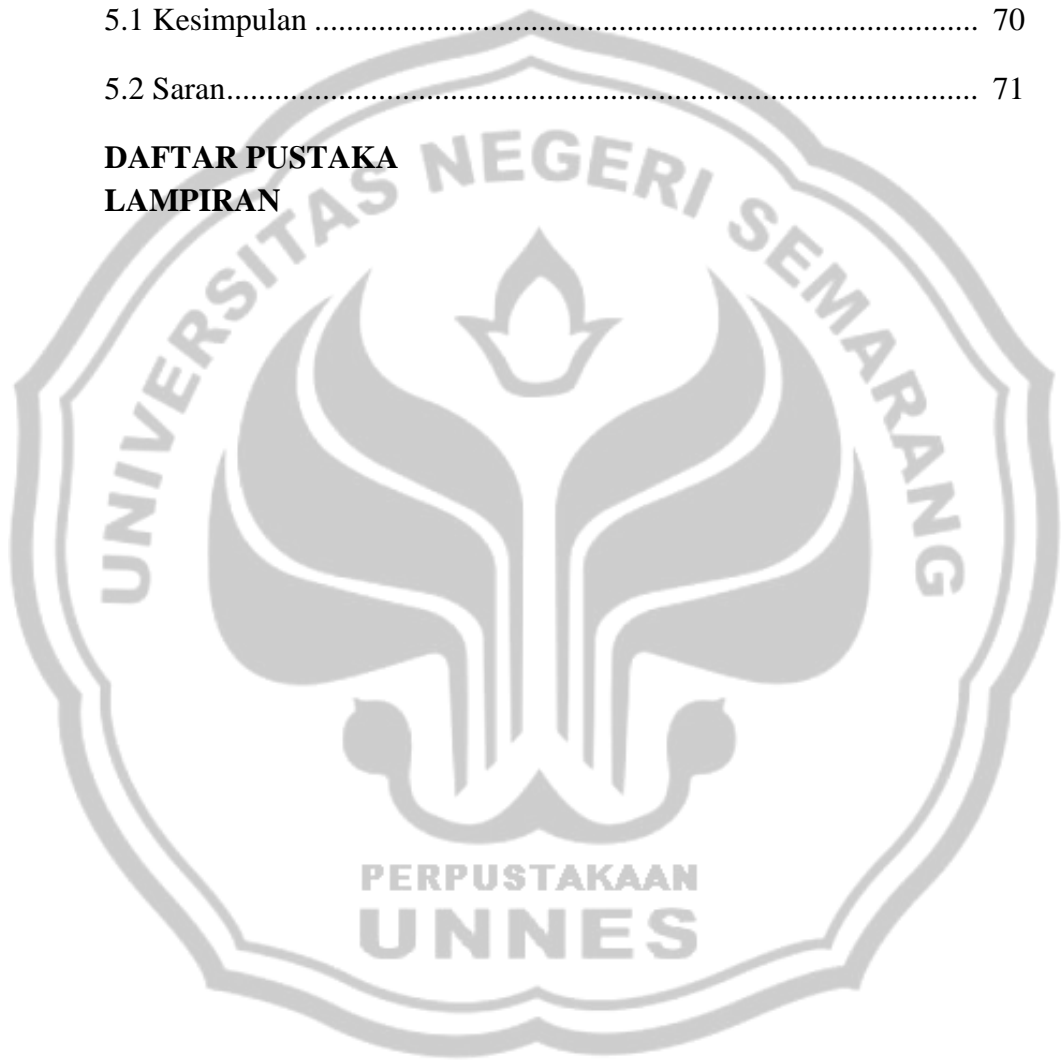 5.1 Kesimpulan ................................................................................ 70
5.2 Saran............................................................................................ 71
DAFTAR PUSTAKA
LAMPIRAN
UNIVERSITAS NEGERI SEMARANG
PERPUSTAKAAN
UNNES